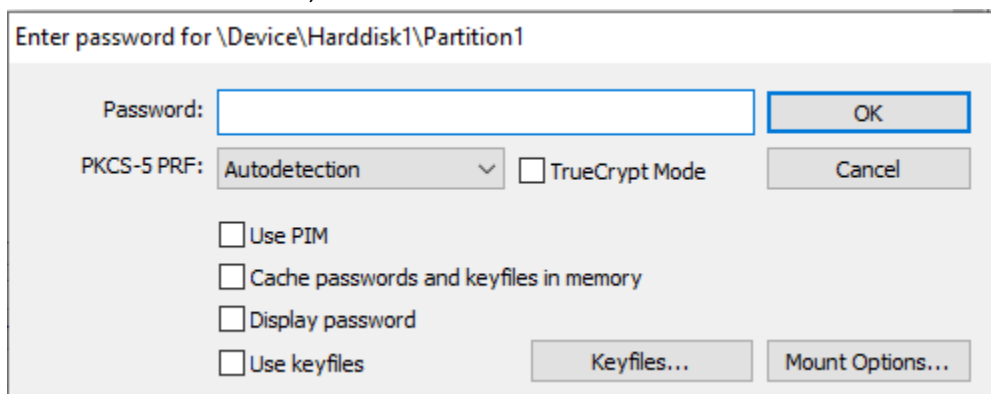 Enter password for \Device\Harddisk1\Partition1
Password:
OK
PKCS-5 PRF: Autodetection TrueCrypt Mode Cancel
Use PIM
Cache passwords and keyfiles in memory
Display password
Use keyfiles Keyfiles... Mount Options...